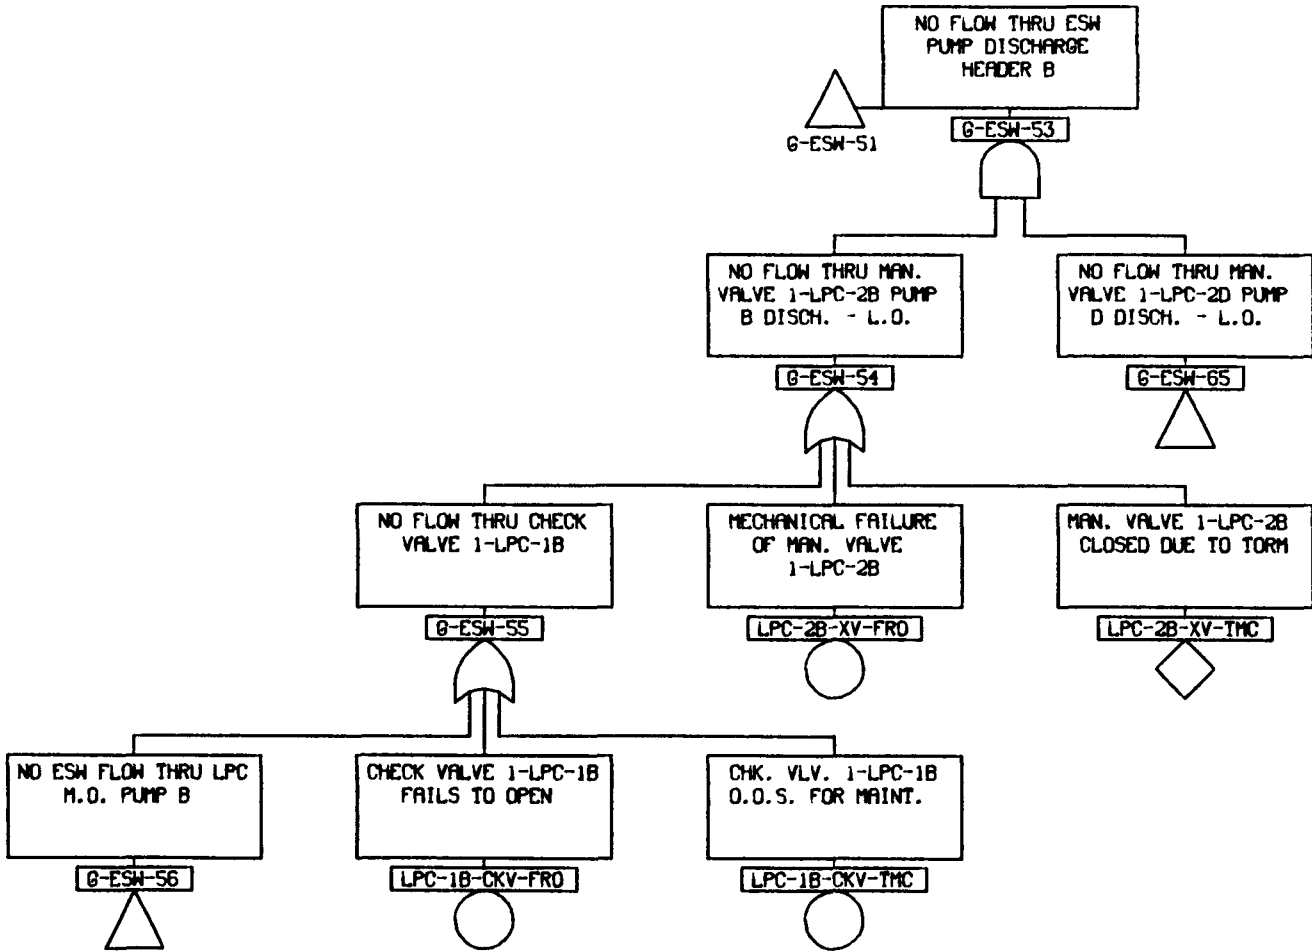 NO FLOW THRU ESW
PUMP DISCHARGE
HEADER B
G-ESW-51
G-ESW-53
NO FLOW THRU MAN.
VALVE 1-LPC-2B PUMP
B DISCH. - L.O.
G-ESW-54
NO FLOW THRU MAN.
VALVE 1-LPC-2D PUMP
D DISCH. - L.O.
G-ESW-65
NO FLOW THRU CHECK
VALVE 1-LPC-1B
G-ESW-55
MECHANICAL FAILURE
OF MAN. VALVE
1-LPC-2B
LPC-2B-XV-FRO
MAN. VALVE 1-LPC-2B
CLOSED DUE TO TORM
LPC-2B-XV-TMC
NO ESW FLOW THRU LPC
M.O. PUMP B
G-ESW-56
CHECK VALVE 1-LPC-1B
FAILS TO OPEN
LPC-1B-CKV-FRO
CHK. VLV. 1-LPC-1B
O.O.S. FOR MAINT.
LPC-1B-CKV-TMC